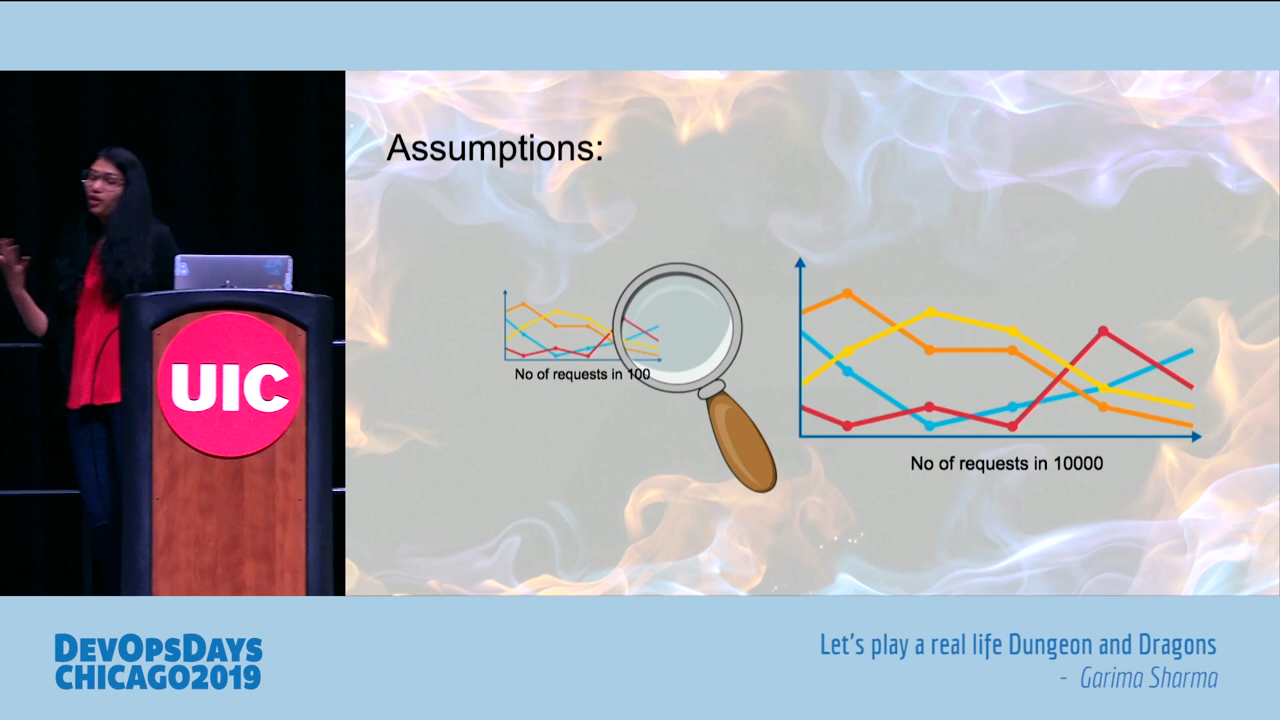 Assumptions:
No of requests in 100
No of requests in 10000
UIC
DEVOPSDAYS
CHICAGO2019
Let's play a real life Dungeon and Dragons
- Garima Sharma